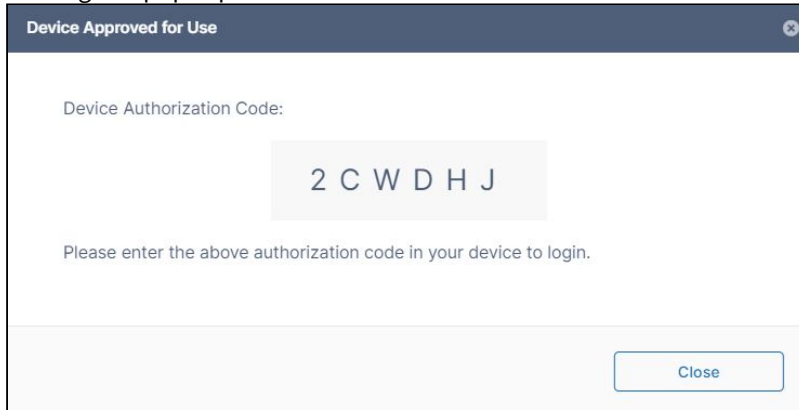 Device Approved for Use
Device Authorization Code:
2 C W D H J
Please enter the above authorization code in your device to login.
Close